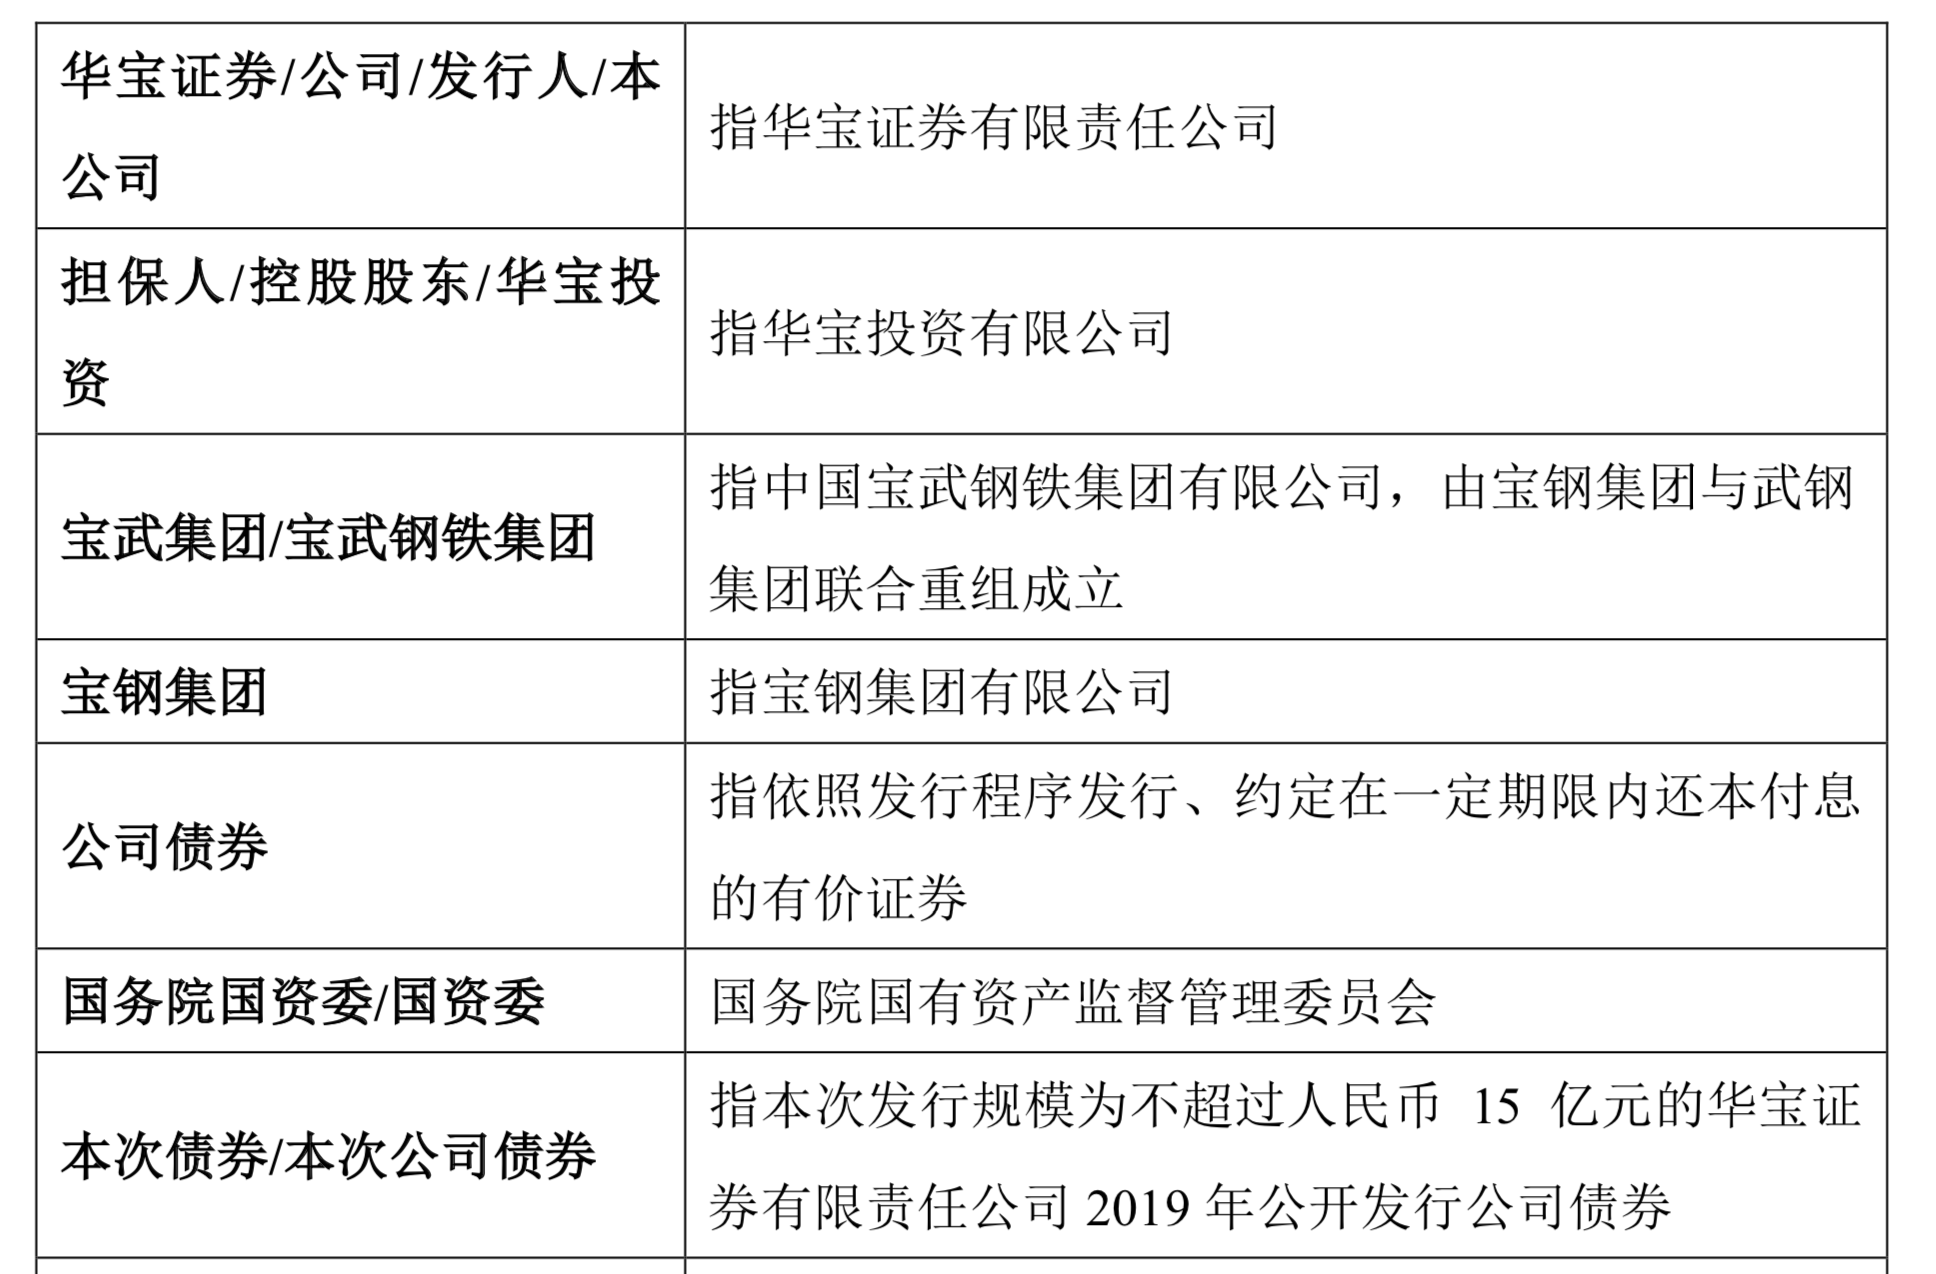 华宝证券/公司/发行人/本
公司
指华宝证券有限责任公司
担保人/控股股东/华宝投
资
指华宝投资有限公司
宝武集团/宝武钢铁集团
指中国宝武钢铁集团有限公司，由宝钢集团与武钢
集团联合重组成立
宝钢集团
指宝钢集团有限公司
公司债券
指依照发行程序发行、约定在一定期限内还本付息
的有价证券
国务院国资委/国资委
国务院国有资产监督管理委员会
本次债券/本次公司债券
指本次发行规模为不超过人民币 15 亿元的华宝证
券有限责任公司 2019 年公开发行公司债券